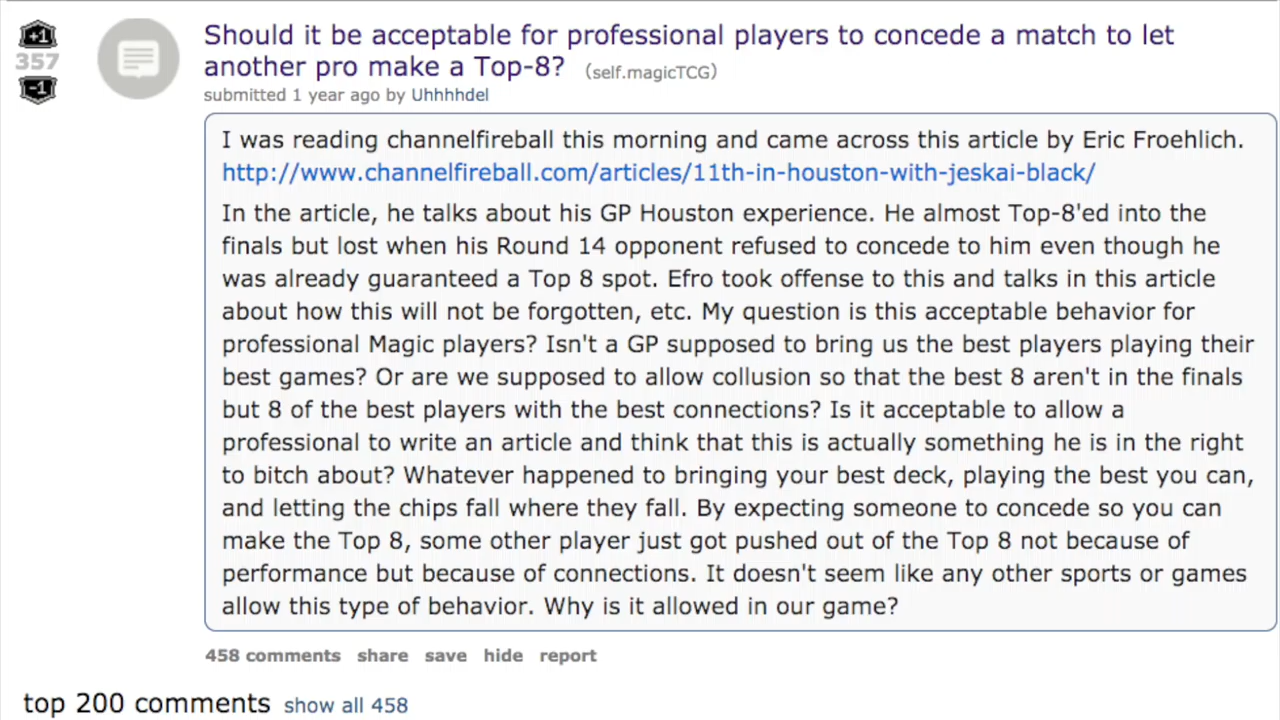 +1
357
-1
Should it be acceptable for professional players to concede a match to let
another pro make a Top-8? (self.magicTCG)
submitted 1 year ago by Uhhhhdel
I was reading channelfireball this morning and came across this article by Eric Froehlich.
http://www.channelfireball.com/articles/11th-in-houston-with-jeskai-black/
In the article, he talks about his GP Houston experience. He almost Top-8'ed into the
finals but lost when his Round 14 opponent refused to concede to him even though he
was already guaranteed a Top 8 spot. Efro took offense to this and talks in this article
about how this will not be forgotten, etc. My question is this acceptable behavior for
professional Magic players? Isn't a GP supposed to bring us the best players playing their
best games? Or are we supposed to allow collusion so that the best 8 aren't in the finals
but 8 of the best players with the best connections? Is it acceptable to allow a
professional to write an article and think that this is actually something he is in the right
to bitch about? Whatever happened to bringing your best deck, playing the best you can,
and letting the chips fall where they fall. By expecting someone to concede so you can
make the Top 8, some other player just got pushed out of the Top 8 not because of
performance but because of connections. It doesn't seem like any other sports or games
allow this type of behavior. Why is it allowed in our game?
458 comments share save hide report
top 200 comments show all 458